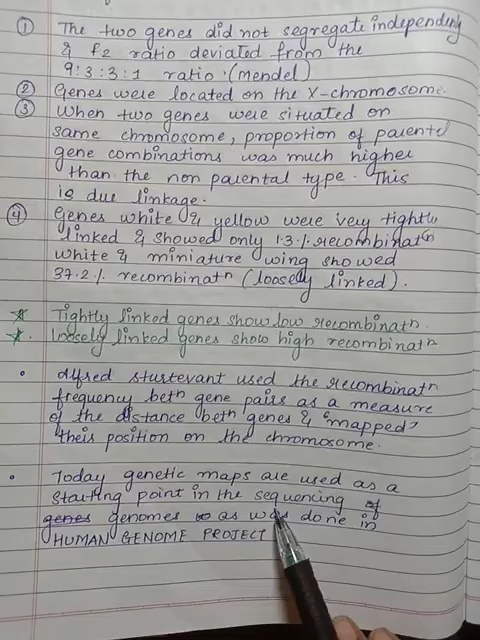 ① The two genes did not segregate independenly
& F2 ratio deviated from the
9:3:3:1 ratio. (Mendel)
② Genes were located on the X-chromosome.
③ When two genes were situated on
same chromosome, proportion of parental
gene combinations was much higher
than the non parental type. This
is due linkage.
④ Genes white & yellow were very tightly
linked & showed only 1.3% recombinatn
white & miniature wing showed
37.2% recombinatn (loosely linked).
* Tightly linked genes show low recombinatn.
* Loosely linked genes show high recombinatn
• Alfred sturtevant used the recombinatn
frequency betn gene pairs as a measure
of the distance betn genes & 'mapped'
their position on the chromosome.
• Today genetic maps are used as a
starting point in the sequencing of
genes genomes to as was done in
HUMAN GENOME PROJECT